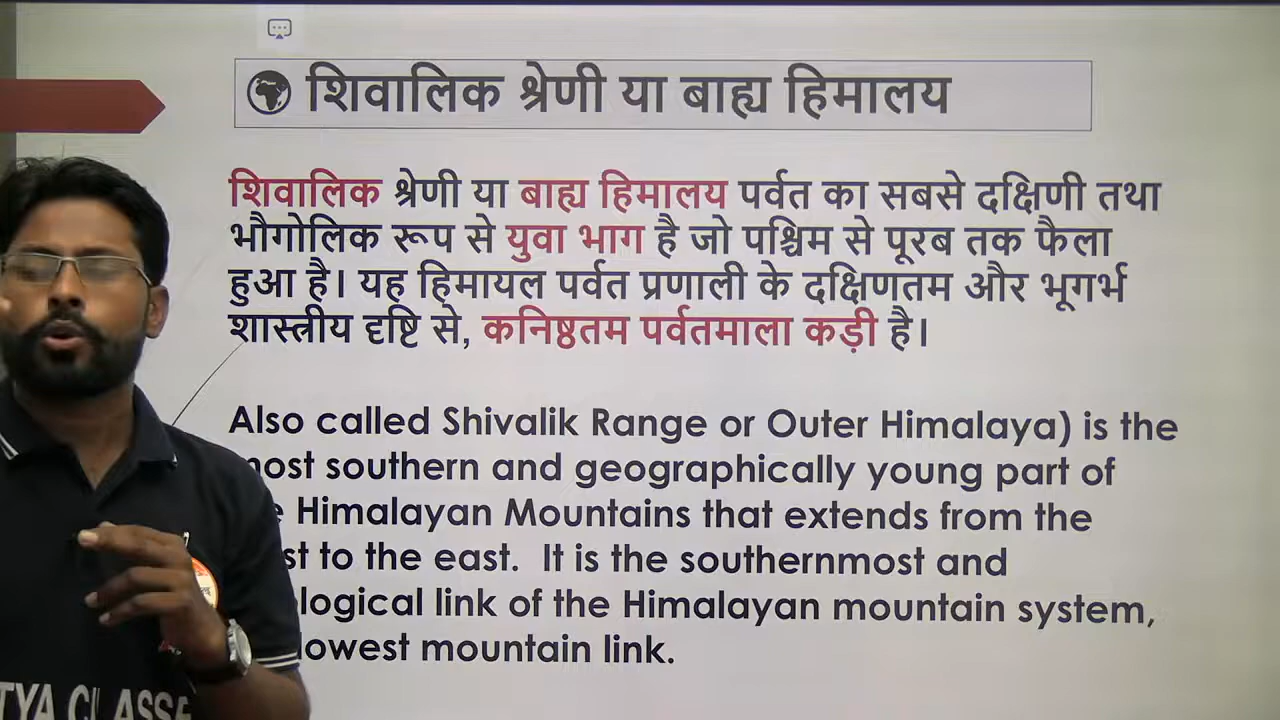 शिवालिक श्रेणी या बाह्य हिमालय
शिवालिक श्रेणी या बाह्य हिमालय पर्वत का सबसे दक्षिणी तथा
भौगोलिक रूप से युवा भाग है जो पश्चिम से पूरब तक फैला
हुआ है। यह हिमायल पर्वत प्रणाली के दक्षिणतम और भूगर्भ
शास्त्रीय दृष्टि से, कनिष्ठतम पर्वतमाला कड़ी है।
Also called Shivalik Range or Outer Himalaya) is the
southern and geographically young part of
Himalayan Mountains that extends from the
to the east. It is the southernmost and
link of the Himalayan mountain system,
lowest mountain link.